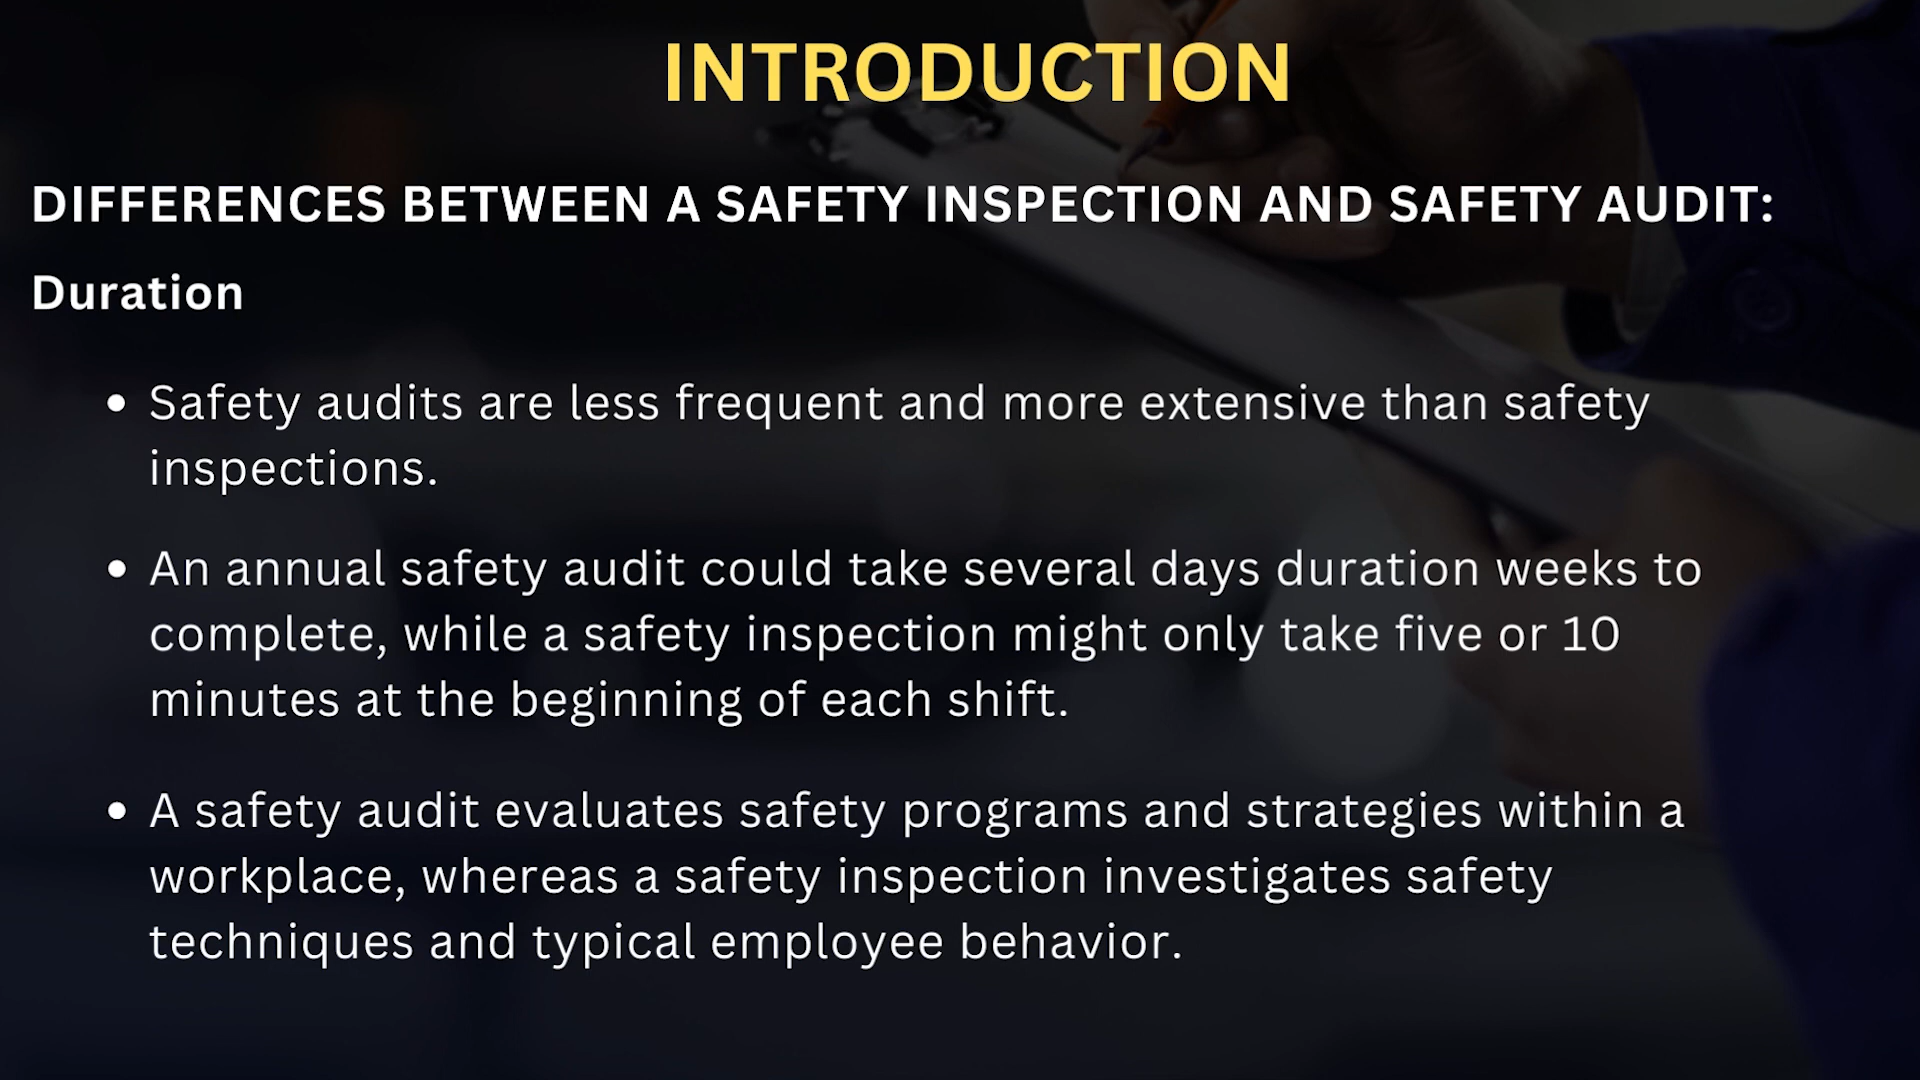 INTRODUCTION
DIFFERENCES BETWEEN A SAFETY INSPECTION AND SAFETY AUDIT:
Duration
• Safety audits are less frequent and more extensive than safety
inspections.
• An annual safety audit could take several days duration weeks to
complete, while a safety inspection might only take five or 10
minutes at the beginning of each shift.
• A safety audit evaluates safety programs and strategies within a
workplace, whereas a safety inspection investigates safety
techniques and typical employee behavior.